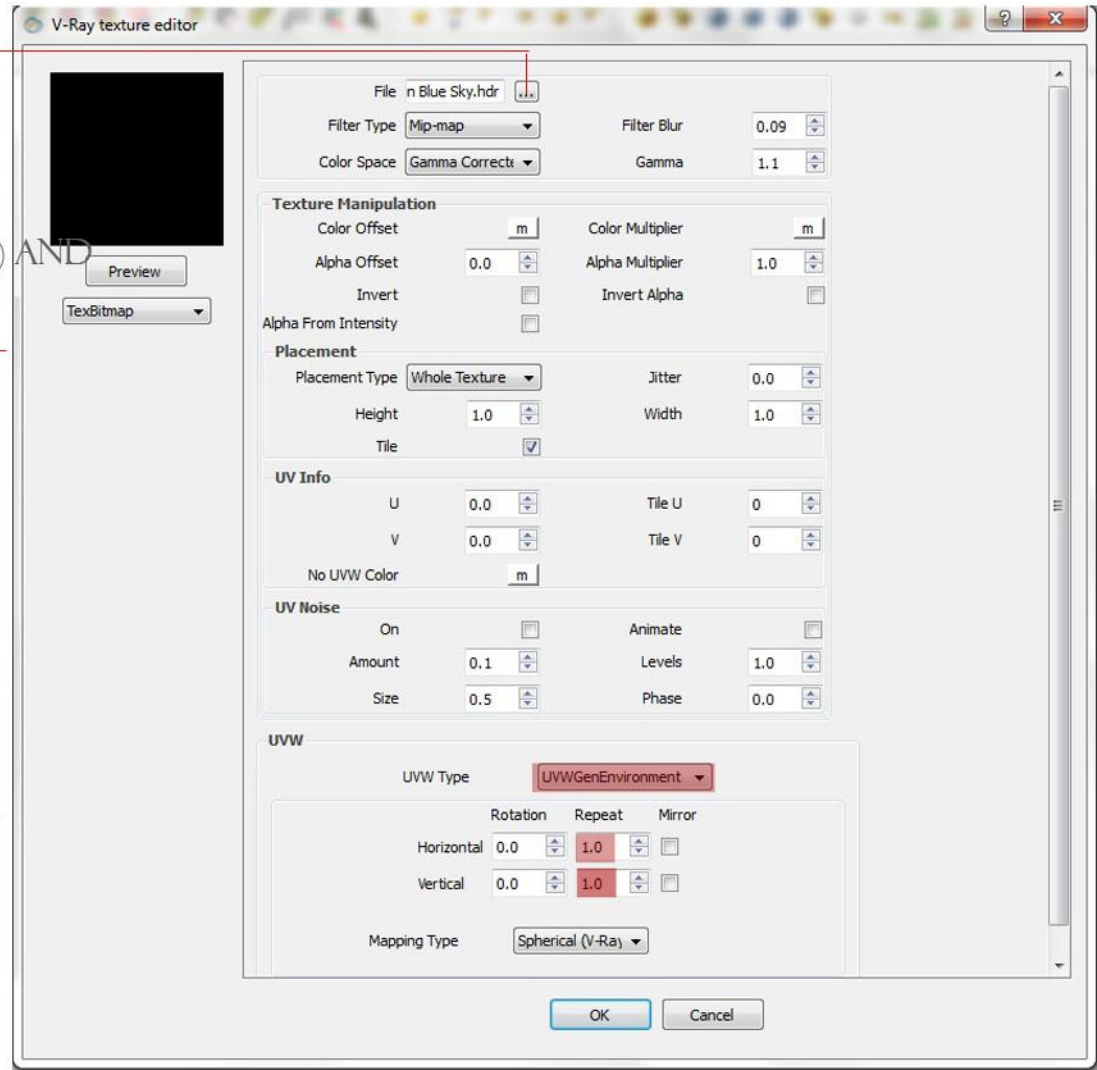 V-Ray texture editor
File n Blue Sky.hdr ...
Filter Type Mip-map Filter Blur 0.09
Color Space Gamma Correcte Gamma 1.1
Texture Manipulation
Color Offset m Color Multiplier m
) AND
Alpha Offset 0.0 Alpha Multiplier 1.0
Preview
Invert Invert Alpha
TexBitmap
Alpha From Intensity
Placement
Placement Type Whole Texture Jitter 0.0
Height 1.0 Width 1.0
Tile
UV Info
U 0.0 Tile U 0
V 0.0 Tile V 0
No UVW Color m
UV Noise
On Animate
Amount 0.1 Levels 1.0
Size 0.5 Phase 0.0
UVW
UVW Type UVWGenEnvironment
Rotation Repeat Mirror
Horizontal 0.0 1.0
Vertical 0.0 1.0
Mapping Type Spherical (V-Ray
OK Cancel